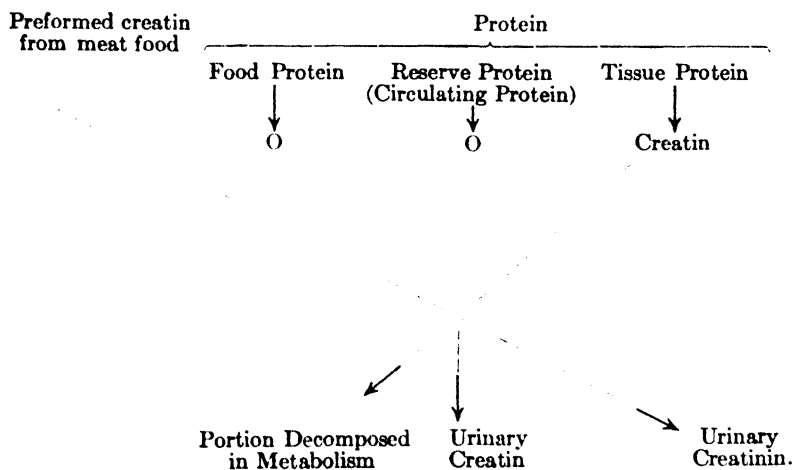 Preformed creatin
from meat food
Protein
Food Protein
Reserve Protein
(Circulating Protein)
Tissue Protein
O
O
Creatin
Portion Decomposed
in Metabolism
Urinary
Creatin
Urinary
Creatinin.